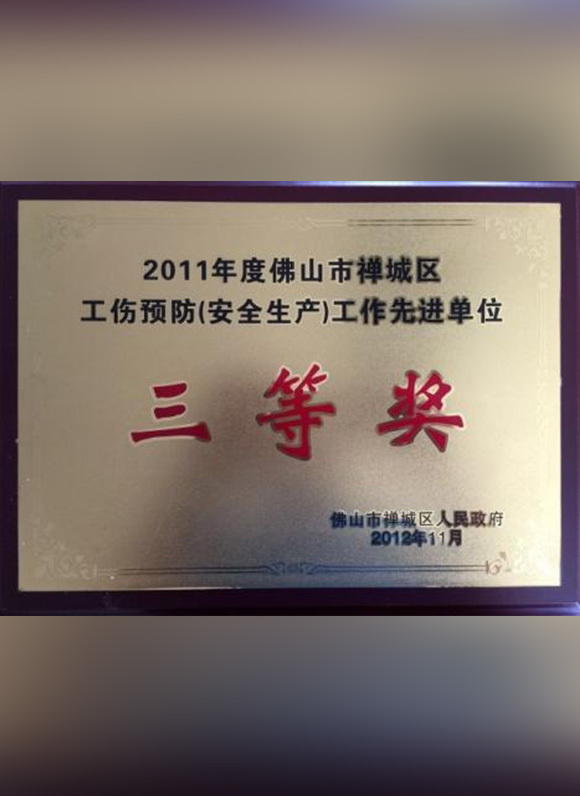 2011年度佛山市禅城区
工伤预防(安全生产)工作先进单位
三等奖
佛山市禅城区人民政府
2012年11月